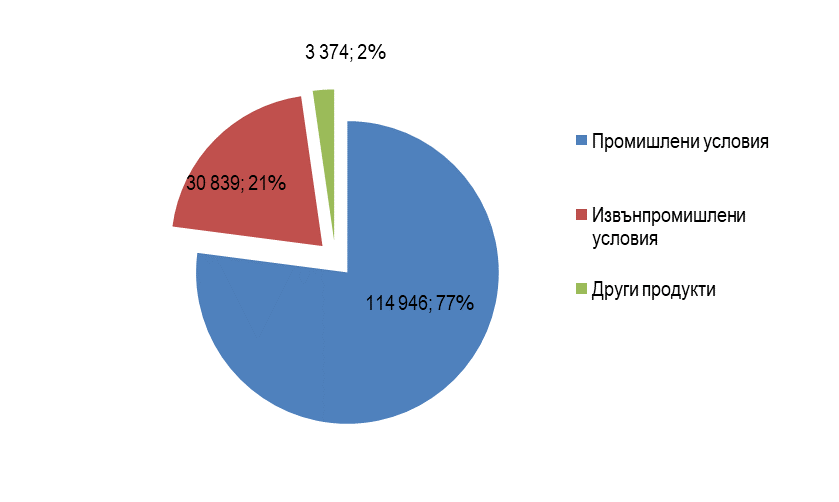 3 374; 2%
30 839; 21%
114 946; 77%
Промишлени условия
Извънпромишлени
условия
Други продукти